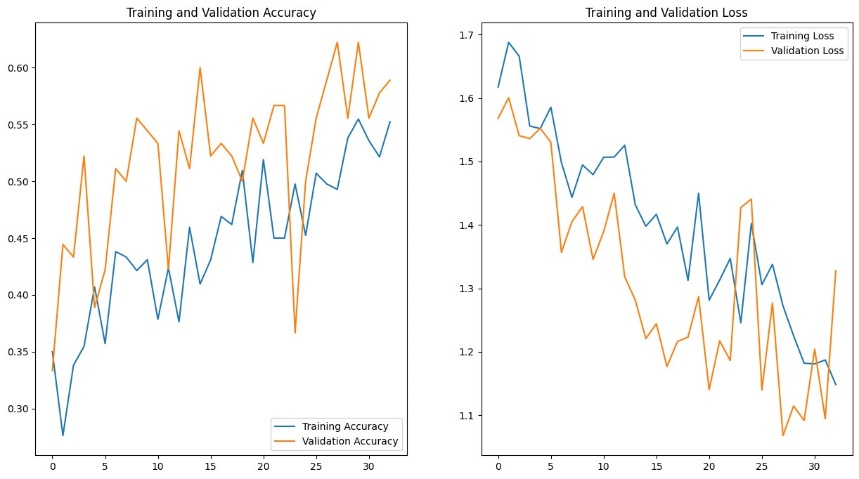 Training and Validation Accuracy
0.60
0.55
0.50
0.45
0.40
0.35
0.30
0 5 10 15 20 25 30
Training Accuracy
Validation Accuracy
Training and Validation Loss
1.7
1.6
1.5
1.4
1.3
1.2
1.1
0 5 10 15 20 25 30
Training Loss
Validation Loss